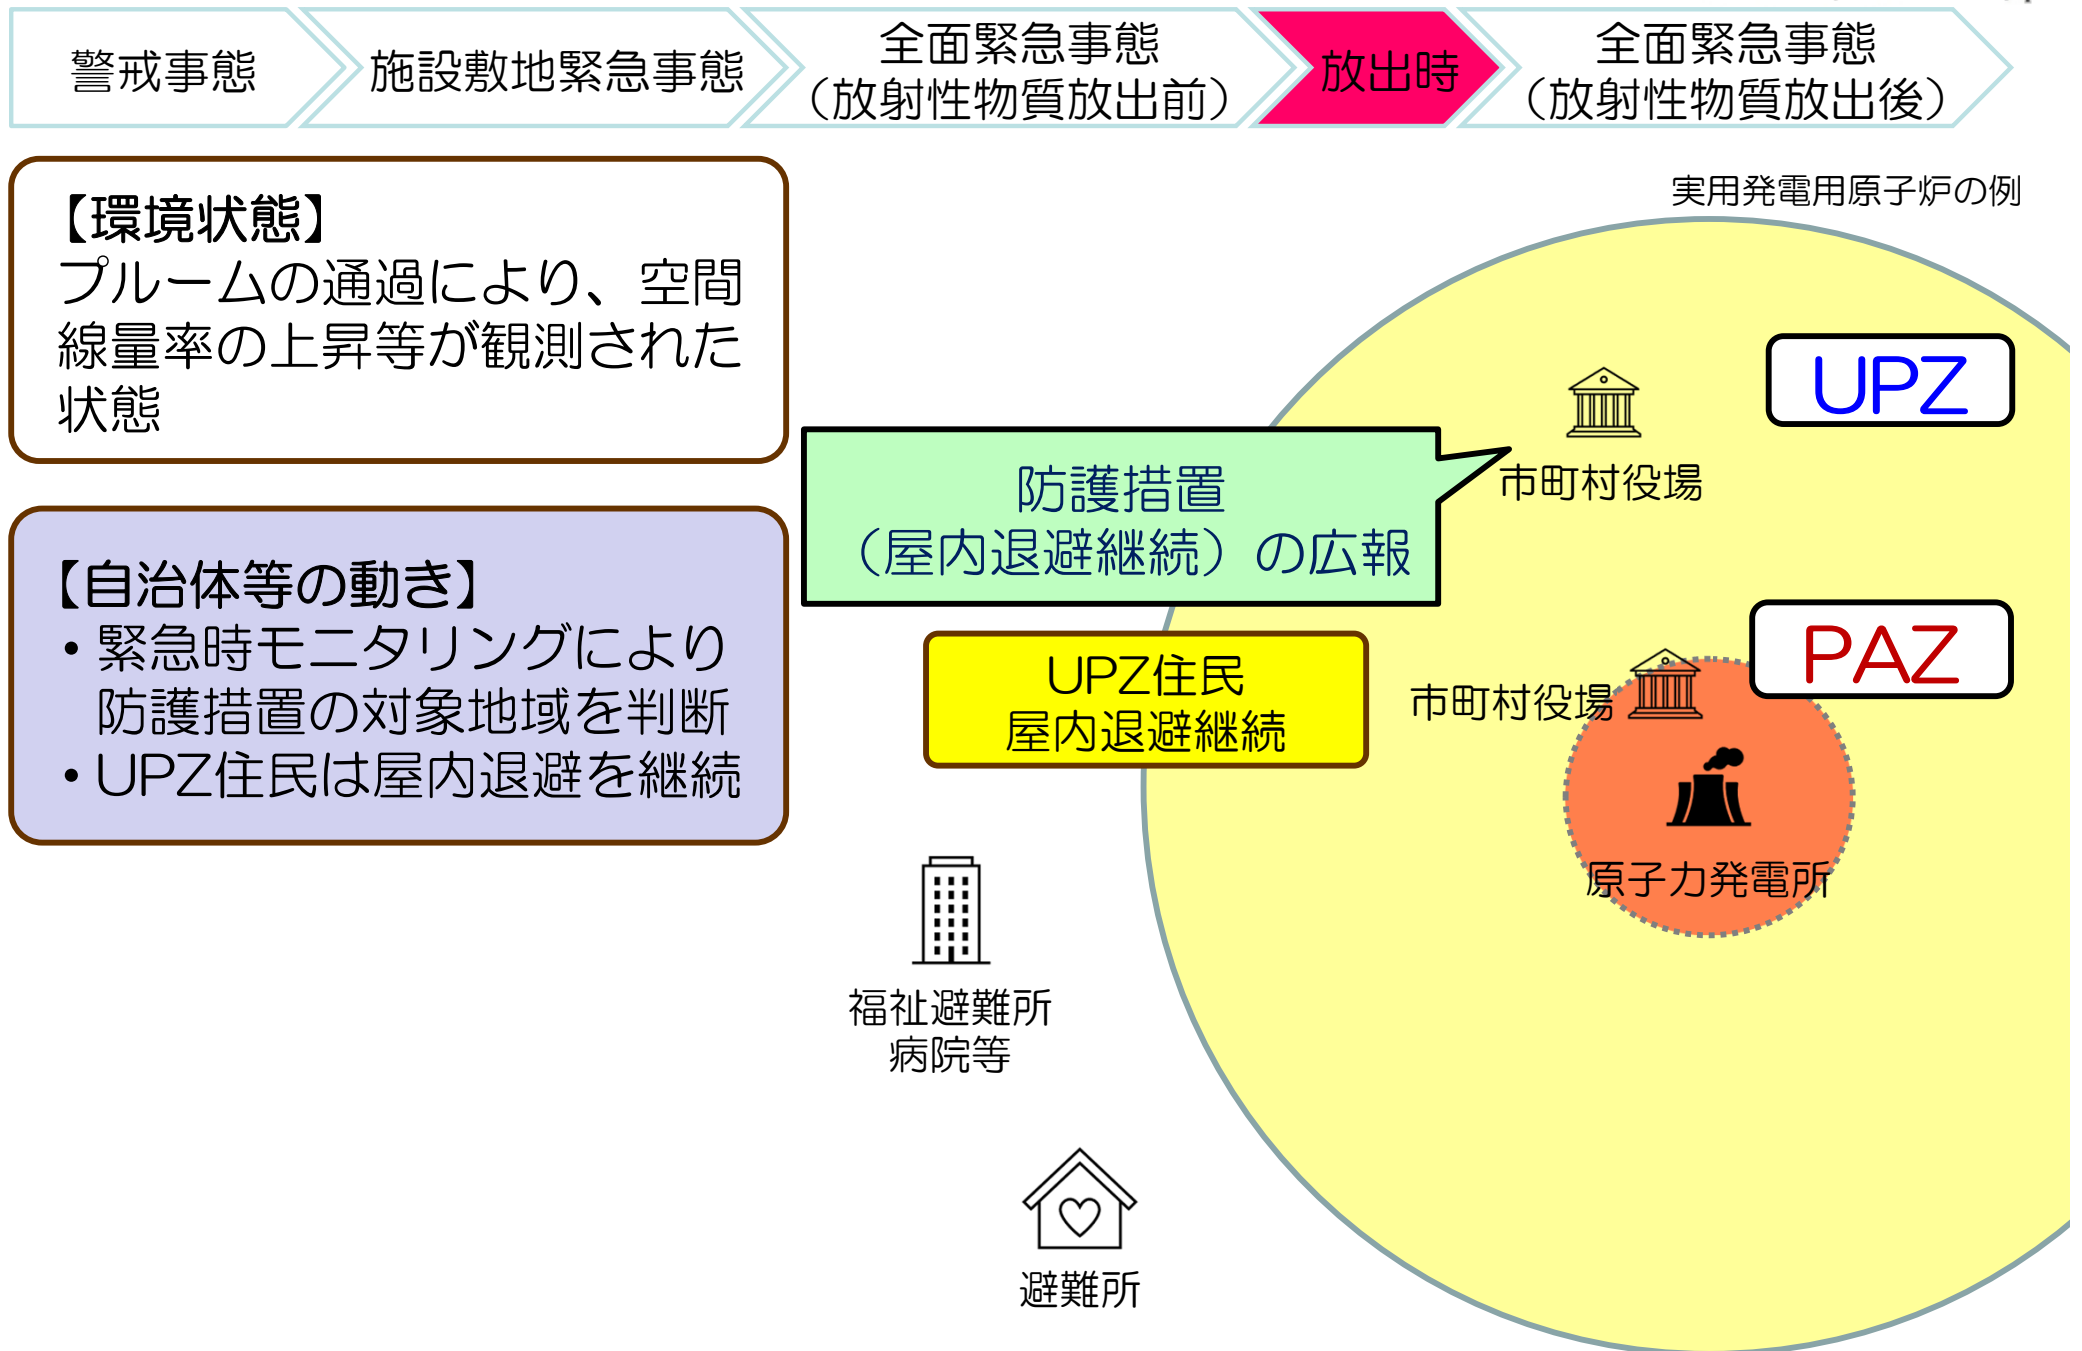 警戒事態
施設敷地緊急事態
全面緊急事態
（放射性物質放出前）
放出時
全面緊急事態
（放射性物質放出後）
【環境状態】
プルームの通過により、空間
線量率の上昇等が観測された
状態
【自治体等の動き】
・緊急時モニタリングにより
防護措置の対象地域を判断
・UPZ住民は屋内退避を継続
実用発電用原子炉の例
UPZ
市町村役場
防護措置
（屋内退避継続）の広報
PAZ
UPZ住民
屋内退避継続
市町村役場
原子力発電所
福祉避難所
病院等
避難所